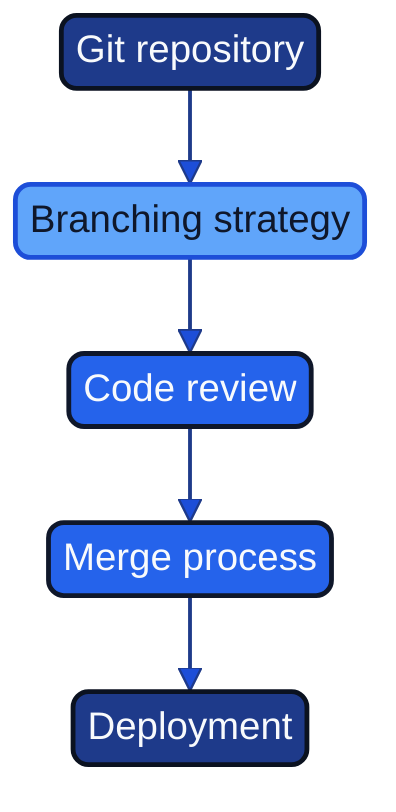 Git repository
Branching strategy
Code review
Merge process
Deployment